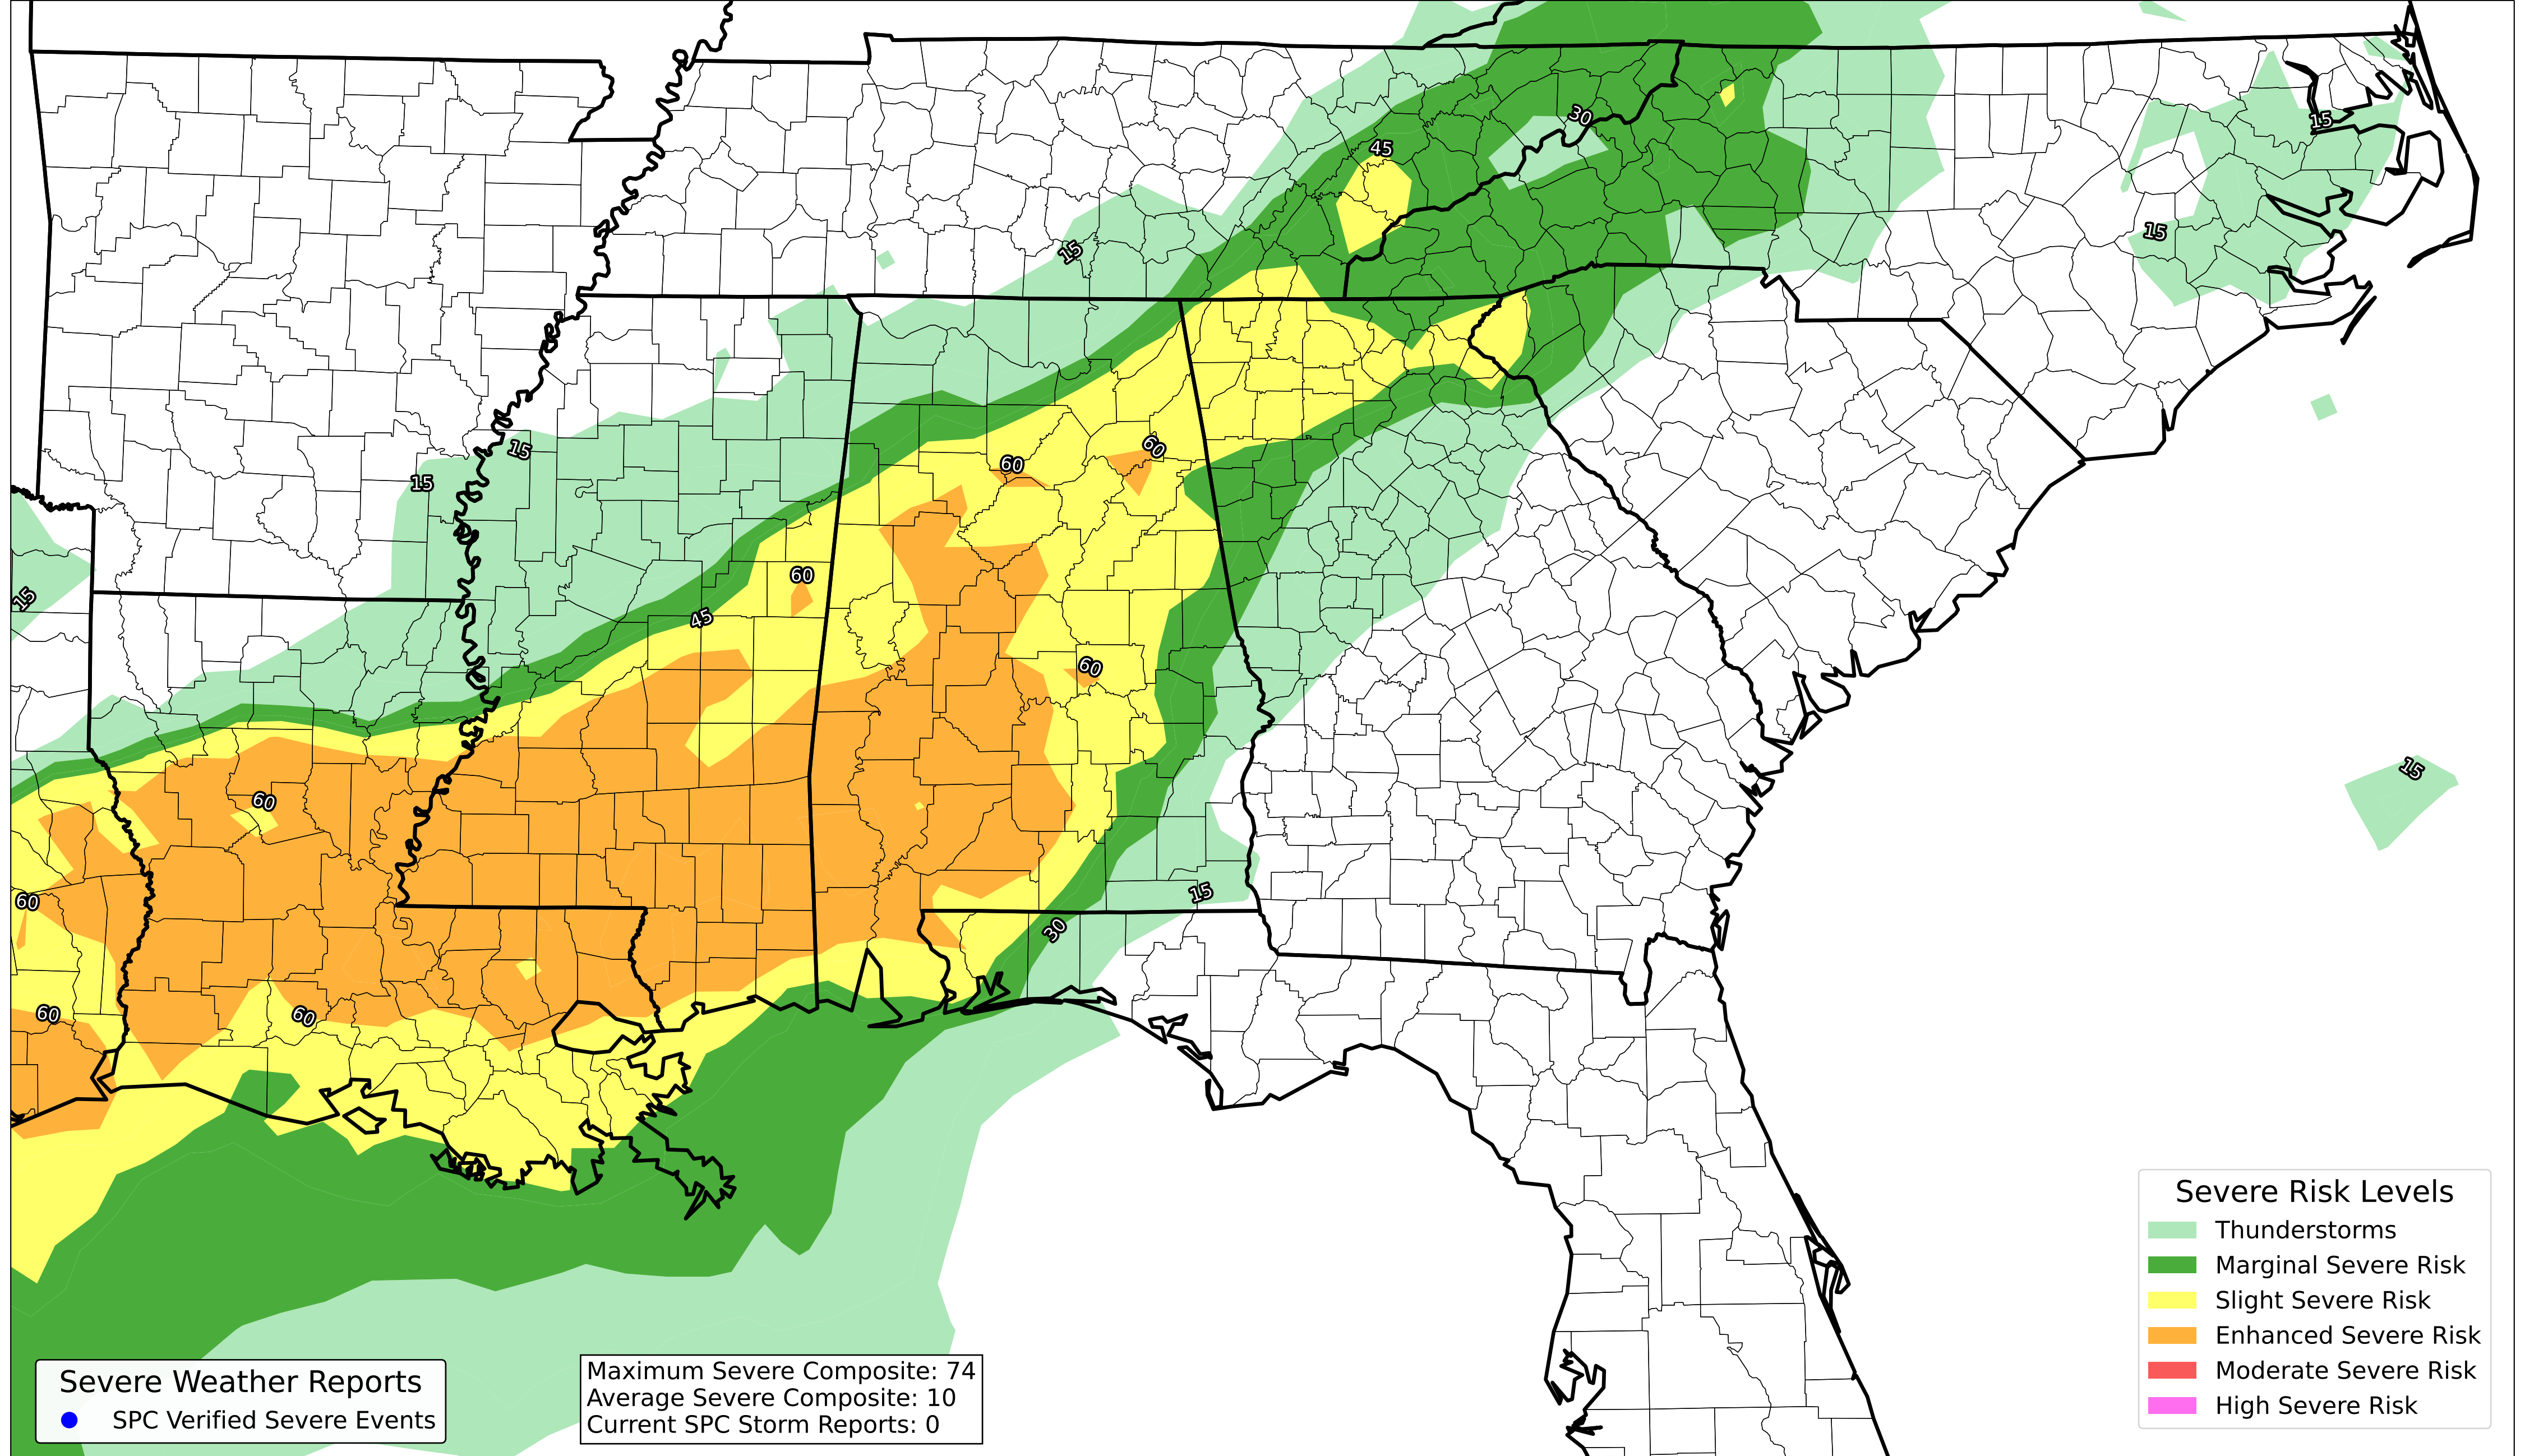 30
15
45
15
15
60
60
15
15
60
15
45
60
15
60
60
15
30
60
60
Severe Risk Levels
Thunderstorms
Marginal Severe Risk
Slight Severe Risk
Enhanced Severe Risk
Moderate Severe Risk
High Severe Risk
Severe Weather Reports
SPC Verified Severe Events
Maximum Severe Composite: 74
Average Severe Composite: 10
Current SPC Storm Reports: 0